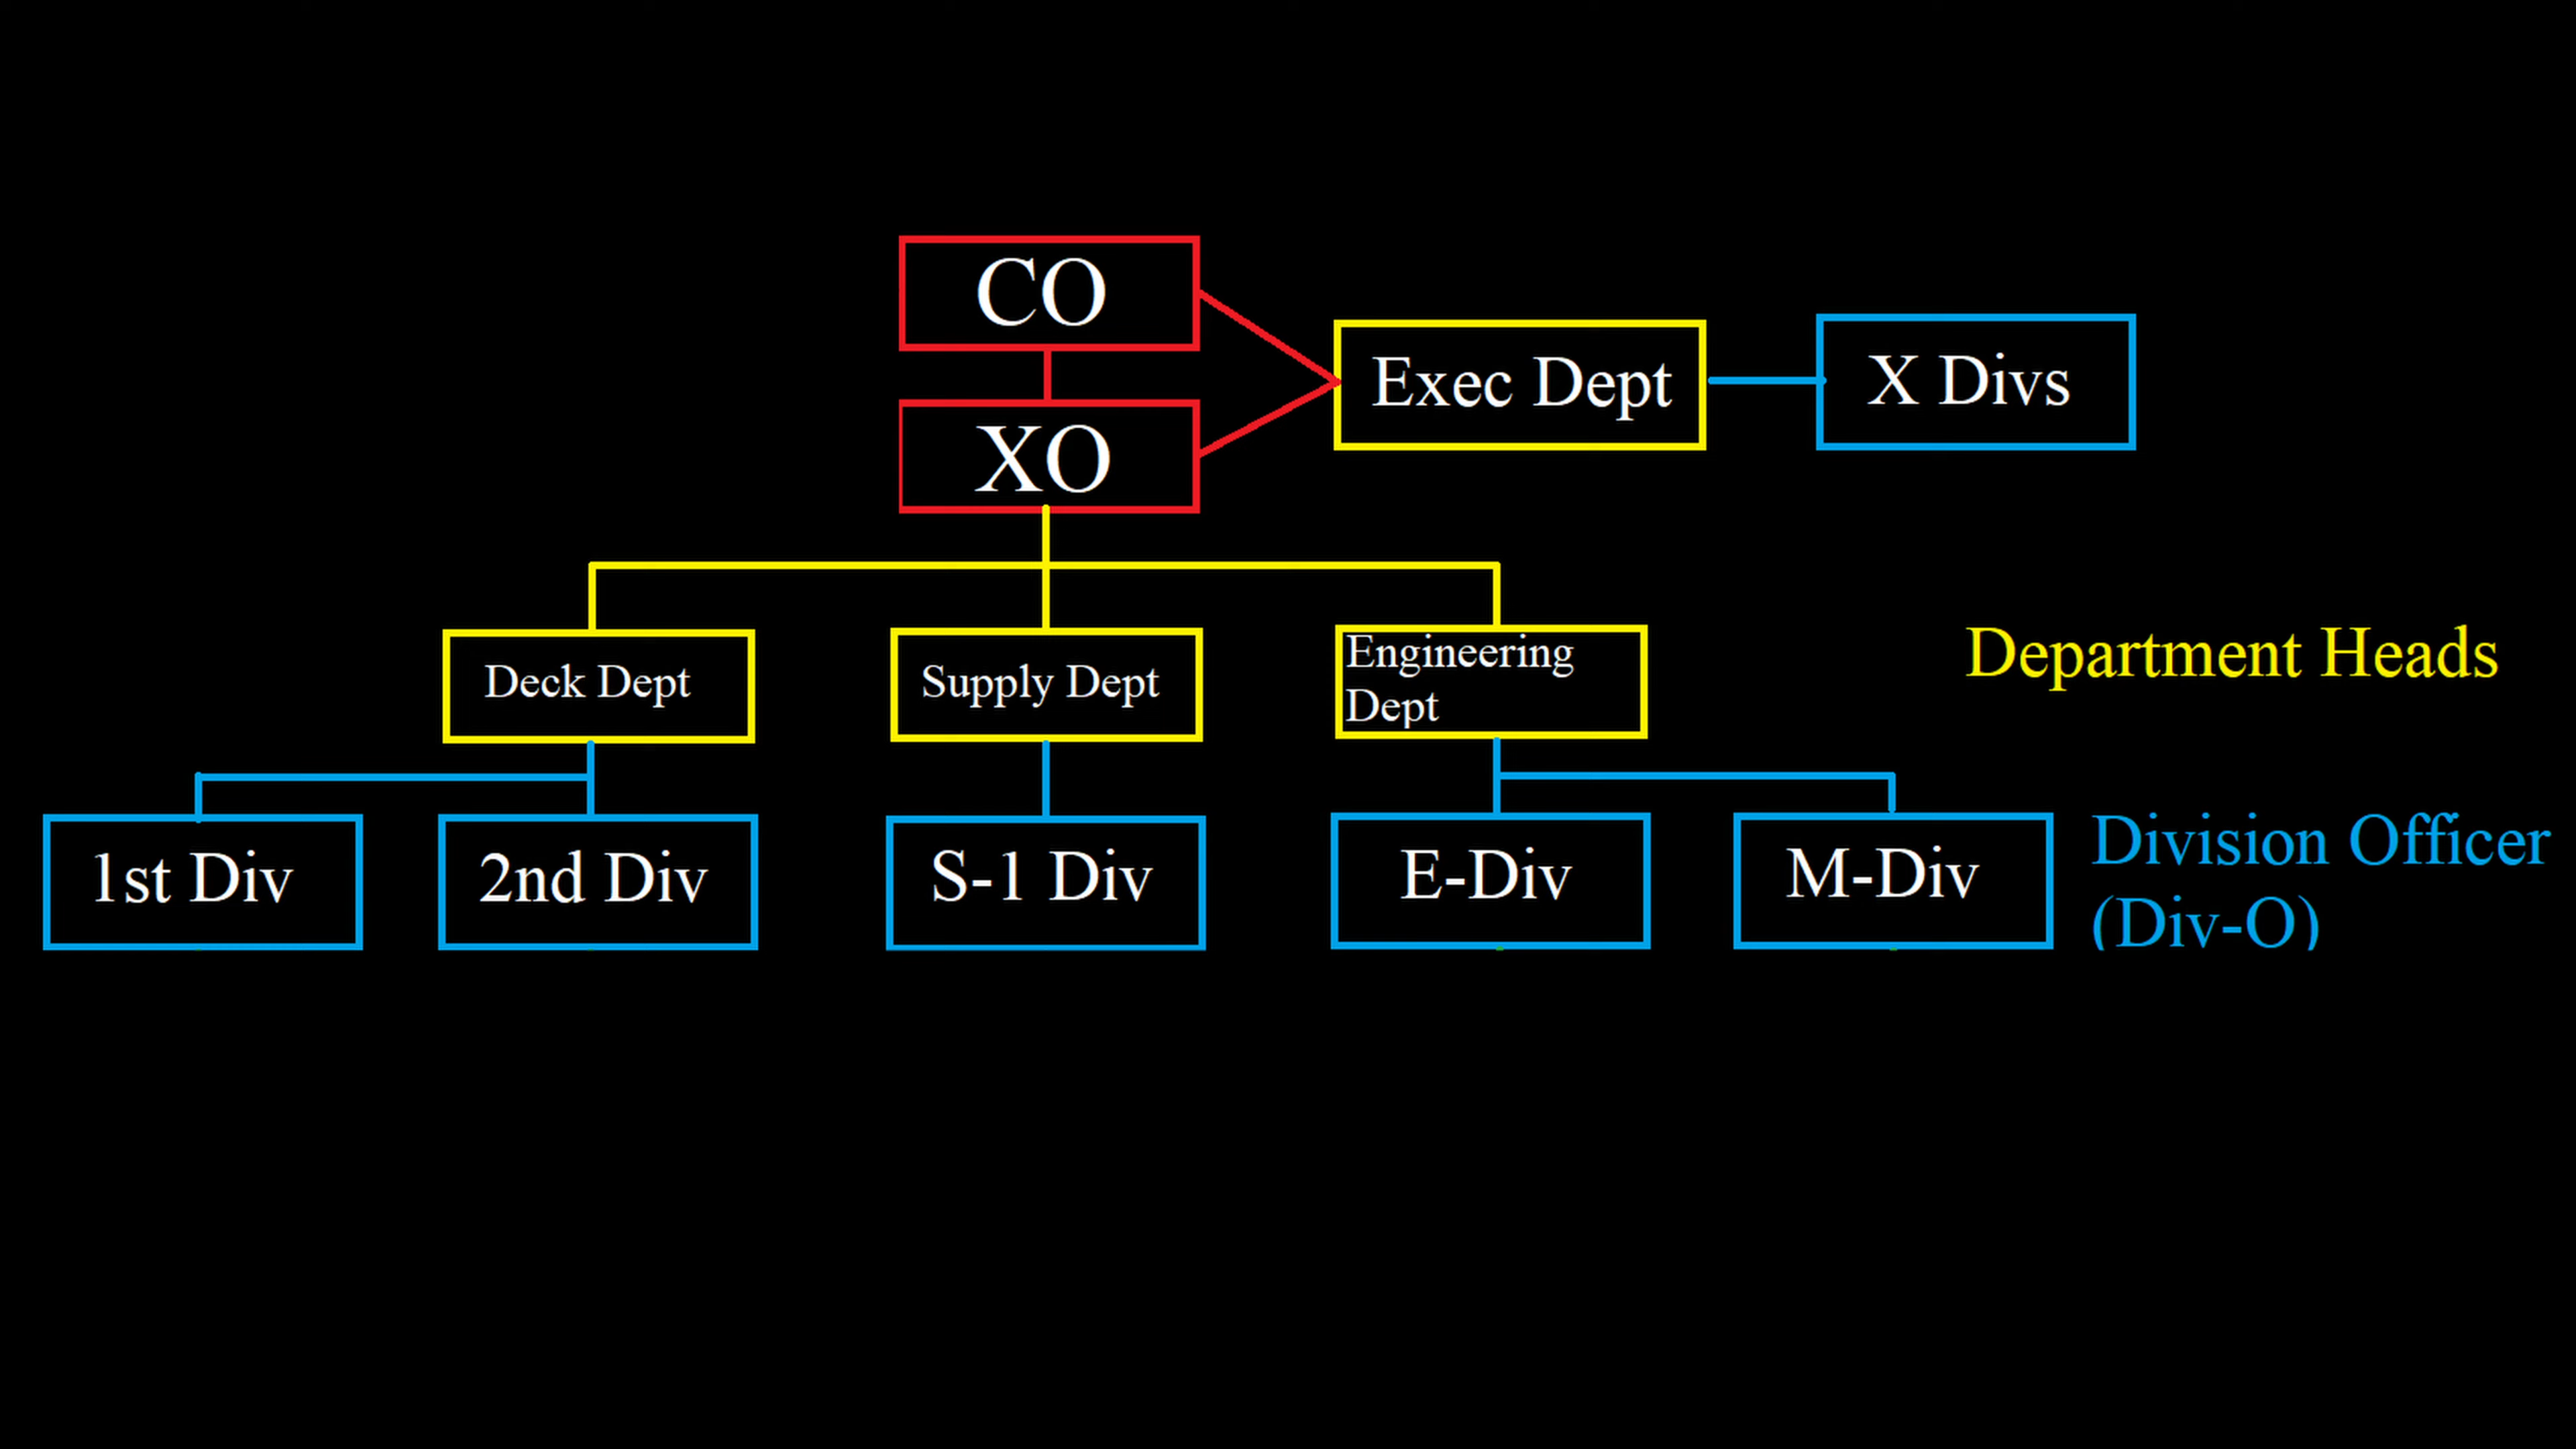 CO
XO
Exec Dept
X Divs
Deck Dept
Supply Dept
Engineering
Dept
Department Heads
1st Div
2nd Div
S-1 Div
E-Div
M-Div
Division Officer
(Div-O)